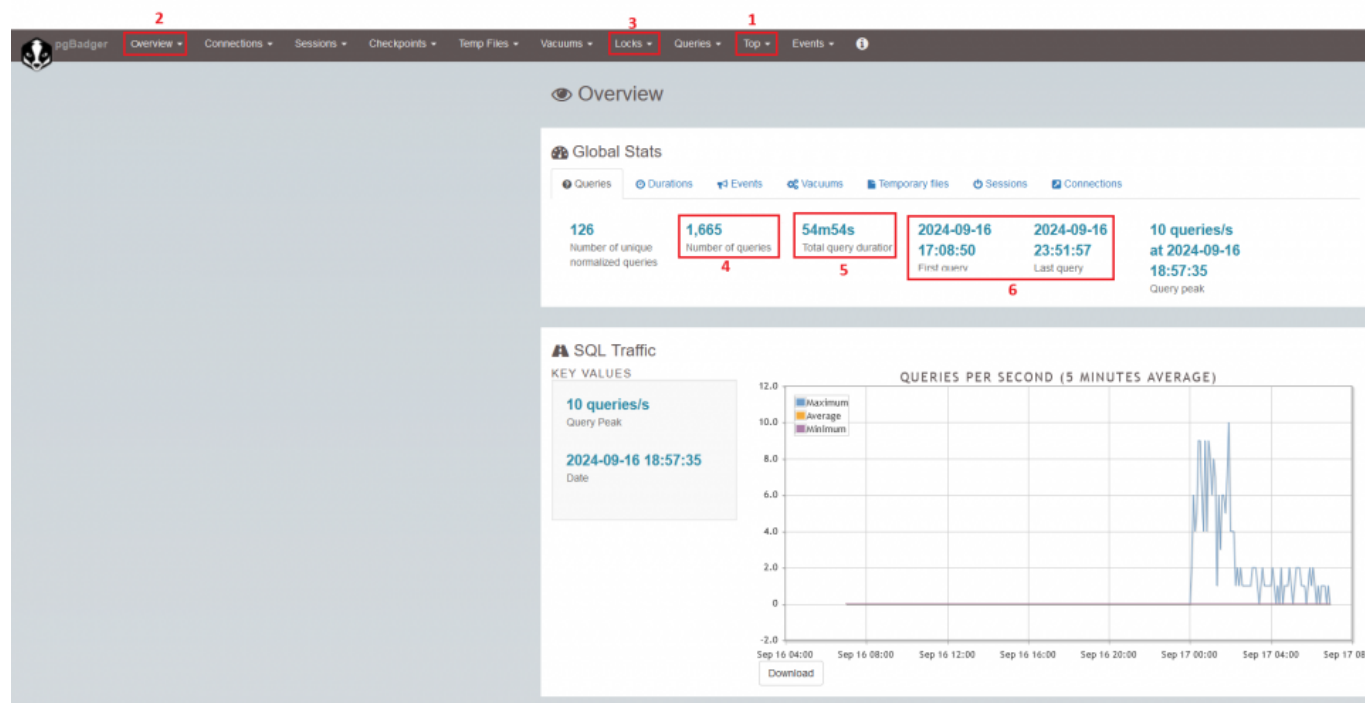 2 3 1
pgBadger Overview Connections Sessions Checkpoints Temp Files Vacuums Locks Queries Top Events
Overview
Global Stats
Queries Durations Events Vacuums Temporary files Sessions Connections
126
Number of unique
normalized queries
1,665
Number of queries
4
54m54s
Total query duration
5
2024-09-16
17:08:50
First query
2024-09-16
23:51:57
Last query
6
10 queries/s
at 2024-09-16
18:57:35
Query peak
SQL Traffic
KEY VALUES
10 queries/s
Query Peak
2024-09-16 18:57:35
Date
QUERIES PER SECOND (5 MINUTES AVERAGE)
Maximum
Average
Minimum
12.0
10.0
8.0
6.0
4.0
2.0
0
-2.0
Sep 16 04:00 Sep 16 08:00 Sep 16 12:00 Sep 16 16:00 Sep 16 20:00 Sep 17 00:00 Sep 17 04:00 Sep 17 08
Download